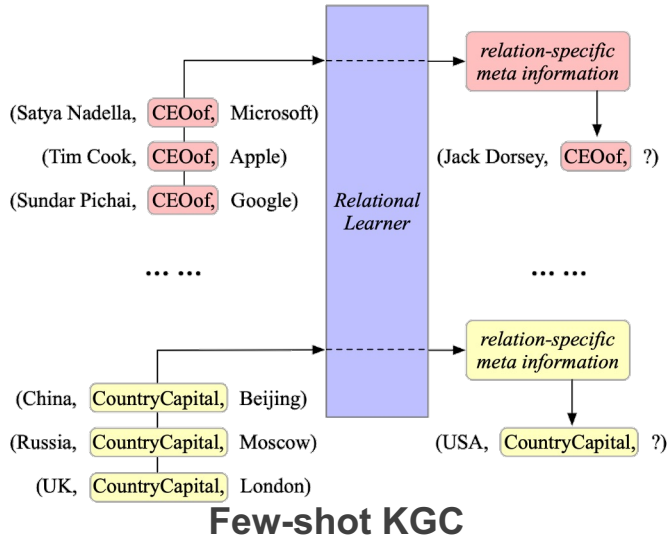 relation-specific
meta information
(Satya Nadella, CEOof, Microsoft)
(Tim Cook, CEOof, Apple)
(Jack Dorsey, CEOof, ?)
(Sundar Pichai, CEOof, Google)
Relational
Learner
... ...
... ...
relation-specific
meta information
(China, CountryCapital, Beijing)
(Russia, CountryCapital, Moscow)
(USA, CountryCapital, ?)
(UK, CountryCapital, London)
Few-shot KGC